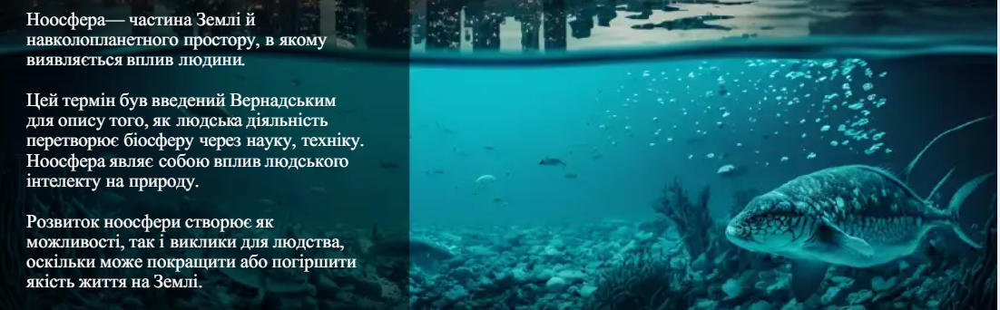 Ноосфера— частина Землі й
навколопланетного простору, в якому
виявляється вплив людини.
Цей термін був введений Вернадським
для опису того, як людська діяльність
перетворює біосферу через науку, техніку.
Ноосфера являє собою вплив людського
інтелекту на природу.
Розвиток ноосфери створює як
можливості, так і виклики для людства,
оскільки може покращити або погіршити
якість життя на Землі.